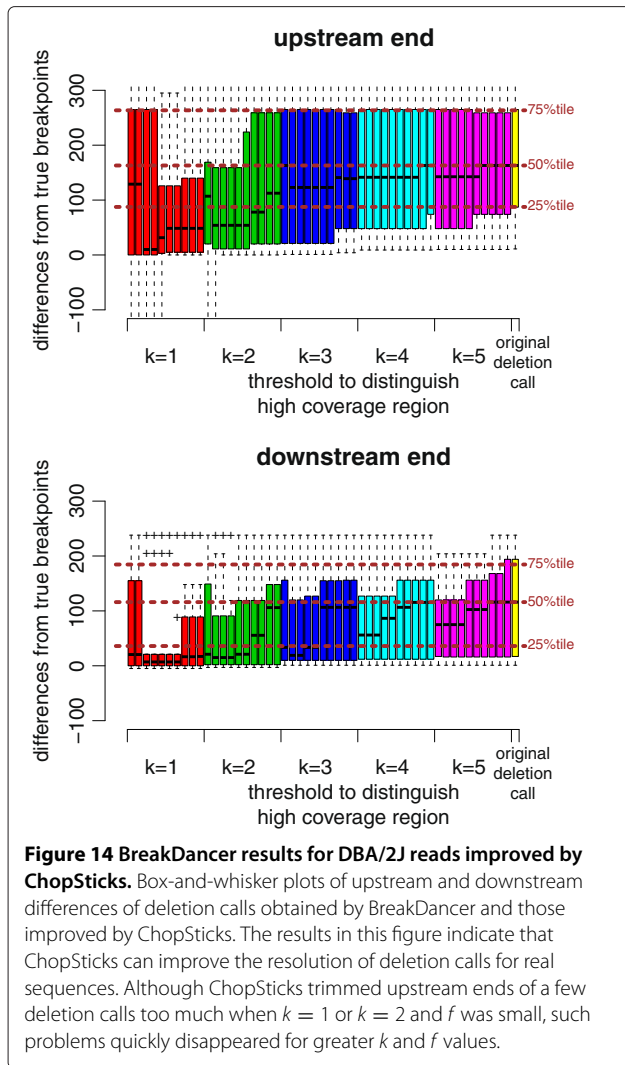 upstream end
differences from true breakpoints
300
200
100
0
−100
75%tile
50%tile
25%tile
k=1
k=2
k=3
k=4
k=5
original
deletion
call
threshold to distinguish
high coverage region
downstream end
differences from true breakpoints
300
200
100
0
−100
75%tile
50%tile
25%tile
k=1
k=2
k=3
k=4
k=5
original
deletion
call
threshold to distinguish
high coverage region
Figure 14 BreakDancer results for DBA/2J reads improved by
ChopSticks. Box-and-whisker plots of upstream and downstream
differences of deletion calls obtained by BreakDancer and those
improved by ChopSticks. The results in this figure indicate that
ChopSticks can improve the resolution of deletion calls for real
sequences. Although ChopSticks trimmed upstream ends of a few
deletion calls too much when k = 1 or k = 2 and f was small, such
problems quickly disappeared for greater k and f values.